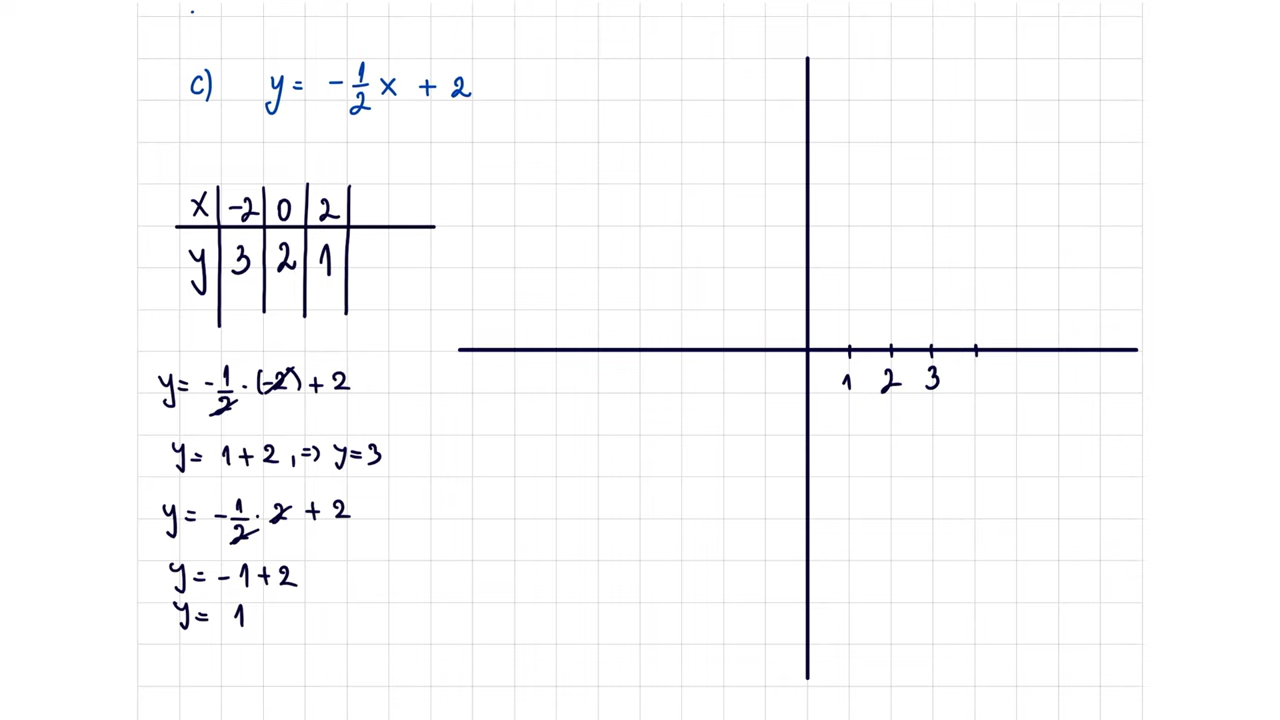 c) y = -1/2 x + 2
x | -2 | 0 | 2 |
y | 3 | 2 | 1 |
y = -1/2 · (-2) + 2
y = 1 + 2, => y = 3
y = -1/2 · 2 + 2
y = -1 + 2
y = 1
1 2 3